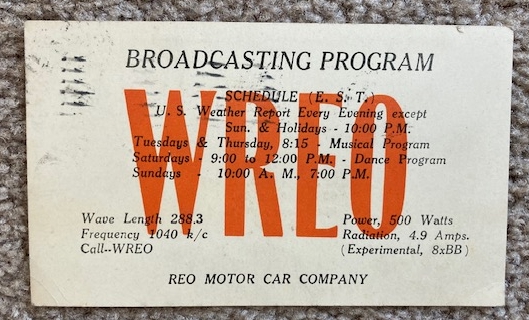 BROADCASTING PROGRAM
WREO
SCHEDULE (E. S. T.)
U. S. Weather Report Every Evening except
Sun. & Holidays - 10:00 P.M.
Tuesdays & Thursday, 8:15 - Musical Program
Saturdays - 9:00 to 12:00 P.M. - Dance Program
Sundays - 10:00 A. M., 7:00 P.M.
Wave Length 288.3
Frequency 1040 k/c
Call--WREO
Power, 500 Watts
Radiation, 4.9 Amps.
(Experimental, 8xBB)
REO MOTOR CAR COMPANY